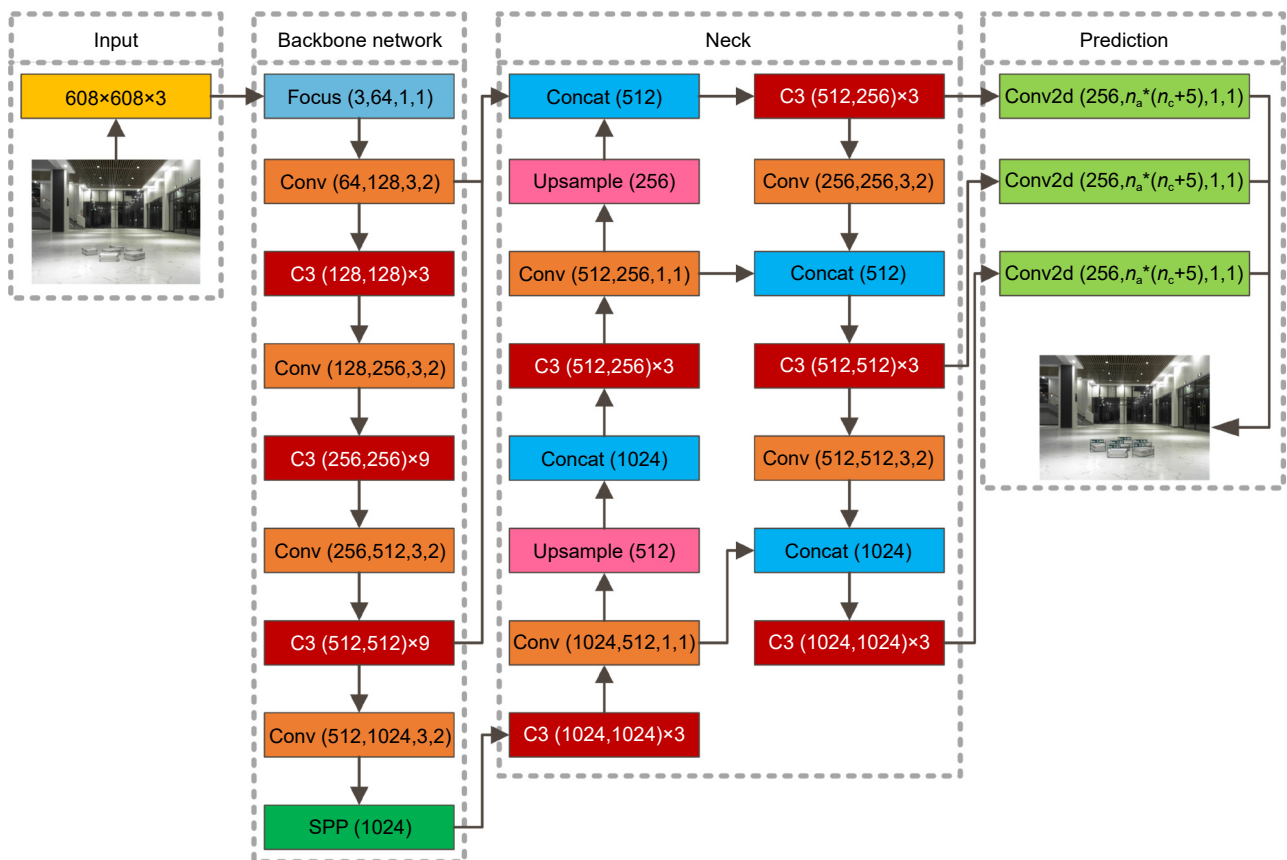 Input
608×608×3
Backbone network
Focus (3,64,1,1)
Conv (64,128,3,2)
C3 (128,128)×3
Conv (128,256,3,2)
C3 (256,256)×9
Conv (256,512,3,2)
C3 (512,512)×9
Conv (512,1024,3,2)
SPP (1024)
Neck
Concat (512)
Upsample (256)
Conv (512,256,1,1)
C3 (512,256)×3
Concat (1024)
Upsample (512)
Conv (1024,512,1,1)
C3 (1024,1024)×3
C3 (512,256)×3
Conv (256,256,3,2)
Concat (512)
C3 (512,512)×3
Conv (512,512,3,2)
Concat (1024)
C3 (1024,1024)×3
Prediction
Conv2d (256,nₐ*(n_c+5),1,1)
Conv2d (256,nₐ*(n_c+5),1,1)
Conv2d (256,nₐ*(n_c+5),1,1)